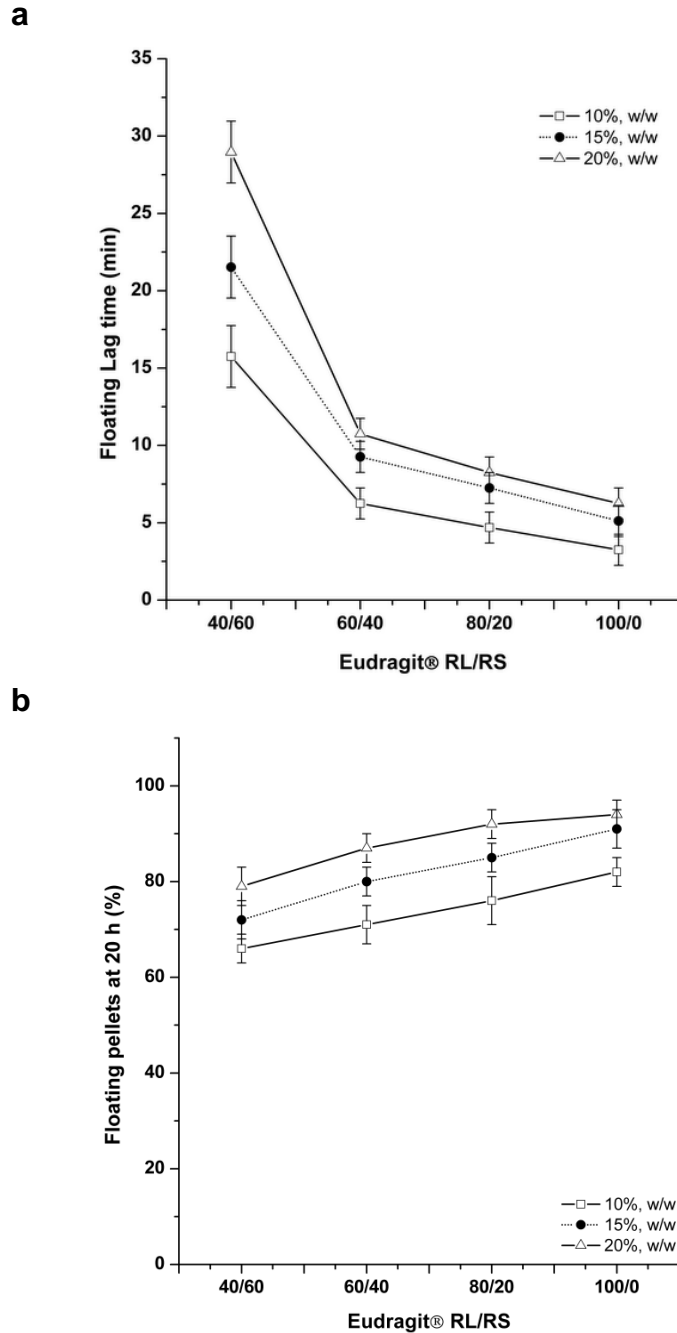 a
35
30
25
20
15
10
5
0
Floating Lag time (min)
10%, w/w
15%, w/w
20%, w/w
40/60 60/40 80/20 100/0
Eudragit® RL/RS
b
100
80
60
40
20
0
Floating pellets at 20 h (%)
10%, w/w
15%, w/w
20%, w/w
40/60 60/40 80/20 100/0
Eudragit® RL/RS